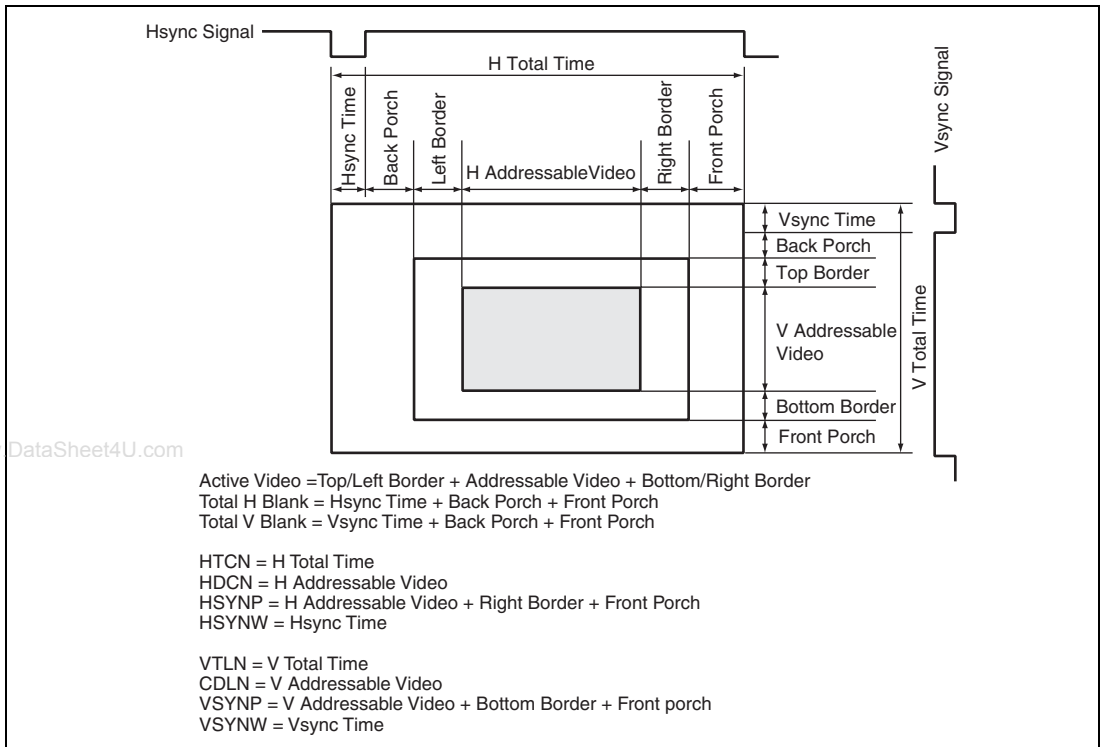 Hsync Signal
H Total Time
Hsync Time
Back Porch
Left Border
H AddressableVideo
Right Border
Front Porch
Vsync Signal
Vsync Time
Back Porch
Top Border
V Addressable
Video
V Total Time
Bottom Border
Front Porch
DataSheet4U.com
Active Video =Top/Left Border + Addressable Video + Bottom/Right Border
Total H Blank = Hsync Time + Back Porch + Front Porch
Total V Blank = Vsync Time + Back Porch + Front Porch
HTCN = H Total Time
HDCN = H Addressable Video
HSYNP = H Addressable Video + Right Border + Front Porch
HSYNW = Hsync Time
VTLN = V Total Time
CDLN = V Addressable Video
VSYNP = V Addressable Video + Bottom Border + Front porch
VSYNW = Vsync Time